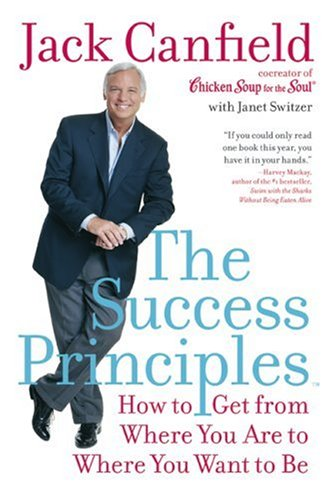 Jack Canfield
cocreator of
Chicken Soup for the Soul®
with Janet Switzer
"If you could only read
one book this year, you
have it in your hands."
—Harvey Mackay,
author of the #1 bestseller,
Swim with the Sharks
Without Being Eaten Alive
The
Success
Principles™
How to Get from
Where You Are to
Where You Want to Be